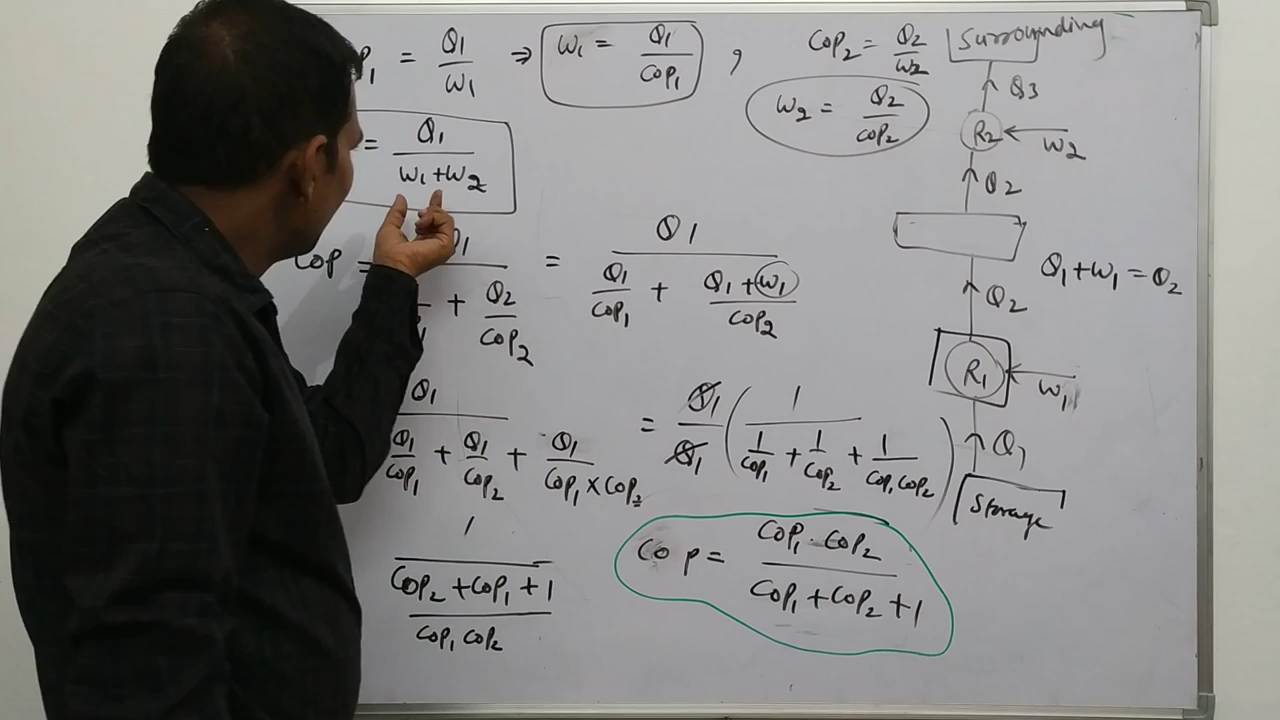 P₁ = Q₁/W₁ ⇒ W₁ = Q₁/COP₁ , COP₂ = Q₂/W₂
W₂ = Q₂/COP₂
= Q₁/(W₁+W₂)
COP = Q₁/( + Q₂/COP₂) = Q₁/(Q₁/COP₁ + (Q₁+W₁)/COP₂)
Q₁/(Q₁/COP₁ + Q₁/COP₂ + Q₁/(COP₁×COP₂)) = Q₁/Q₁ (1/(1/COP₁ + 1/COP₂ + 1/(COP₁COP₂)))
1/((COP₂+COP₁+1)/(COP₁COP₂))
COP = (COP₁·COP₂)/(COP₁+COP₂+1)
Surrounding
Q3
R₂
W₂
Q₂
Q₁+W₁=Q₂
Q₂
R₁
W₁
Q₁
Storage